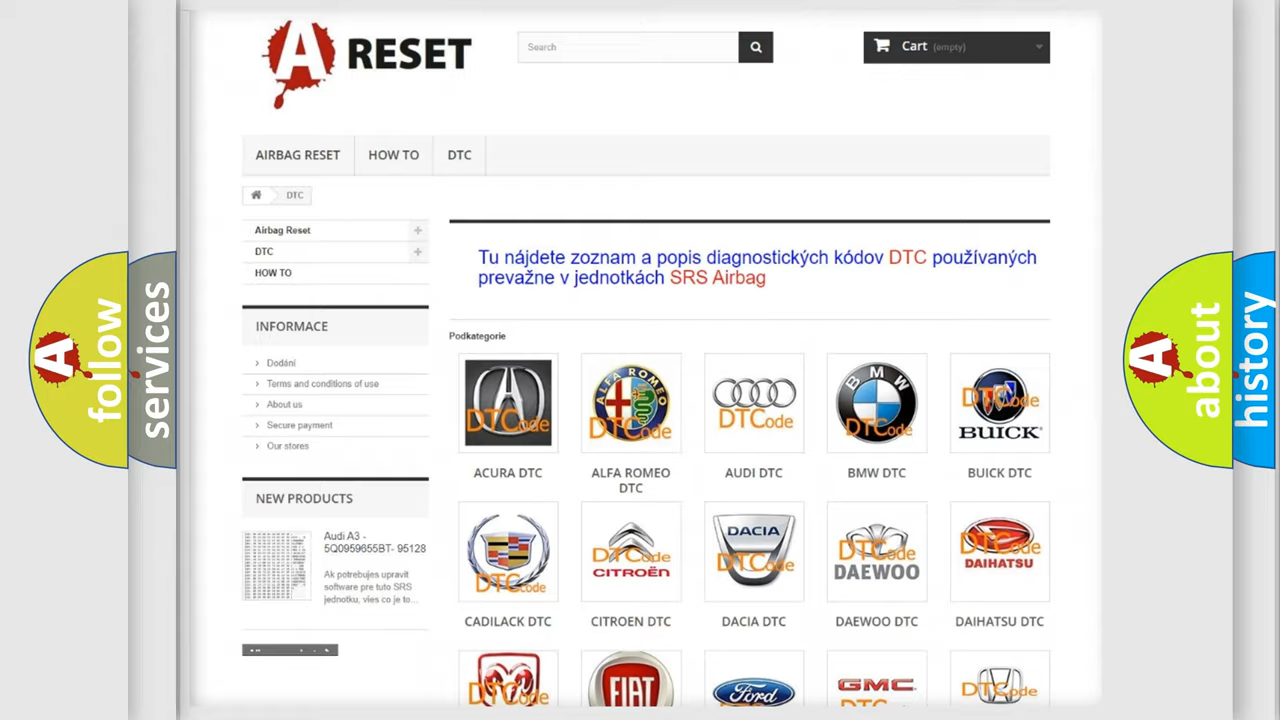 A RESET
Search
Cart (empty)
AIRBAG RESET
HOW TO
DTC
DTC
Airbag Reset
DTC
HOW TO
Tu nájdete zoznam a popis diagnostických kódov DTC používaných
prevažne v jednotkách SRS Airbag
INFORMACE
Dodání
Terms and conditions of use
About us
Secure payment
Our stores
NEW PRODUCTS
Audi A3 -
5Q0959655BT- 95128
Ak potrebujes upravit
software pre tuto SRS
jednotku, vies co je to...
Podkategorie
DTCode
ALFA ROMEO
DTCode
DTCode
BMW
DTCode
DTCode
BUICK
ACURA DTC
ALFA ROMEO
DTC
AUDI DTC
BMW DTC
BUICK DTC
DTCode
DTCode
CITROËN
DACIA
DTCode
DTCode
DAEWOO
DTCode
DAIHATSU
CADILACK DTC
CITROEN DTC
DACIA DTC
DAEWOO DTC
DAIHATSU DTC
DTCode
FIAT
Ford
GMC
DTCode
A follow
services
A about
history